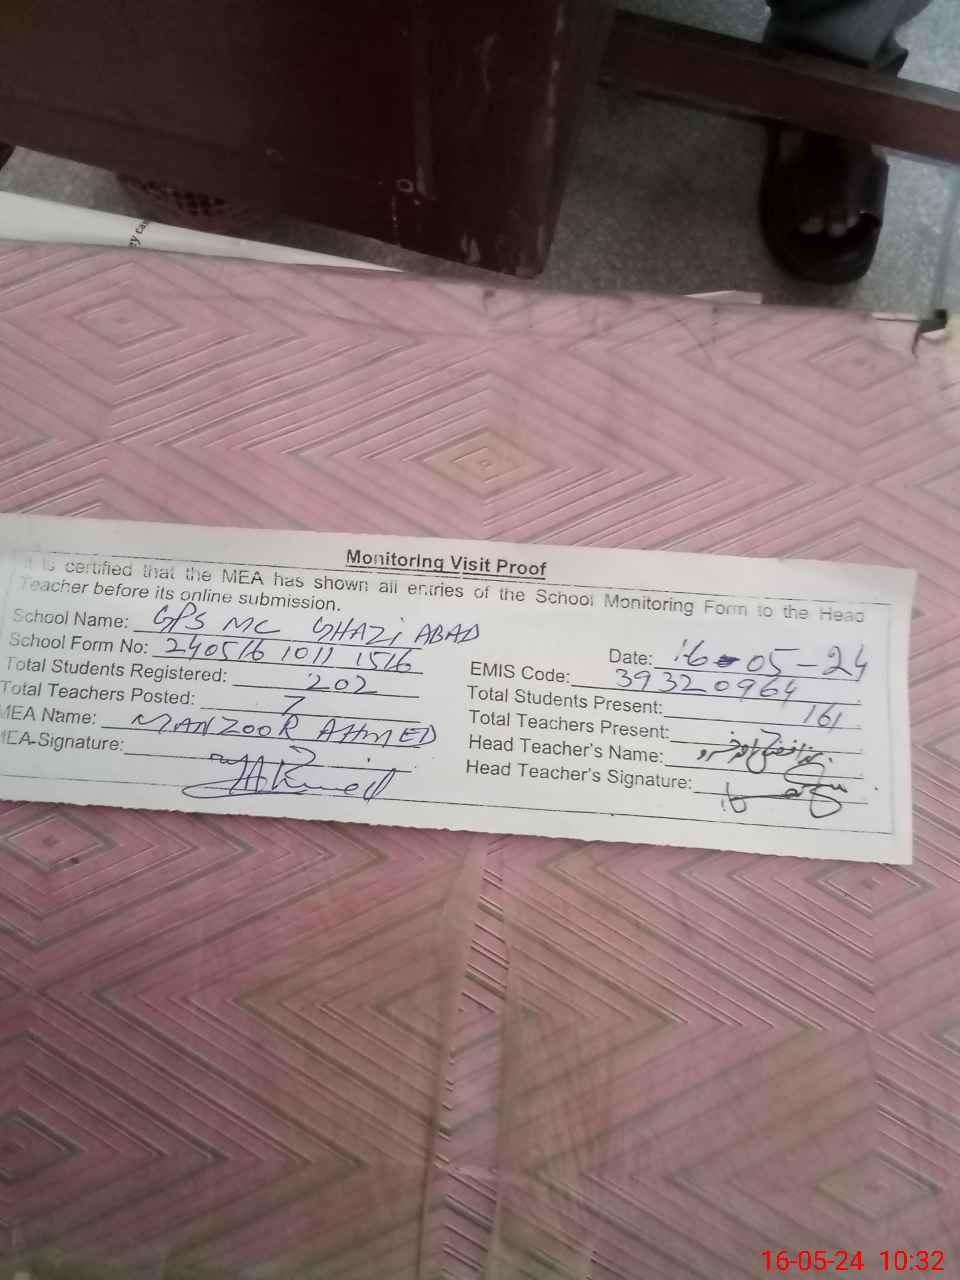 Monitoring Visit Proof
It is certified that the MEA has shown all entries of the School Monitoring Form to the Head
Teacher before its online submission.
School Name: GPS MC GHAZI ABAD
Date: 16-05-24
School Form No: 240516 1011 1516
EMIS Code: 39320964
Total Students Registered: 202
Total Students Present: 161
Total Teachers Posted: 7
Total Teachers Present: 7
MEA Name: MANZOOR AHMED
Head Teacher's Name:
MEA Signature:
Head Teacher's Signature:
16-05-24 10:32